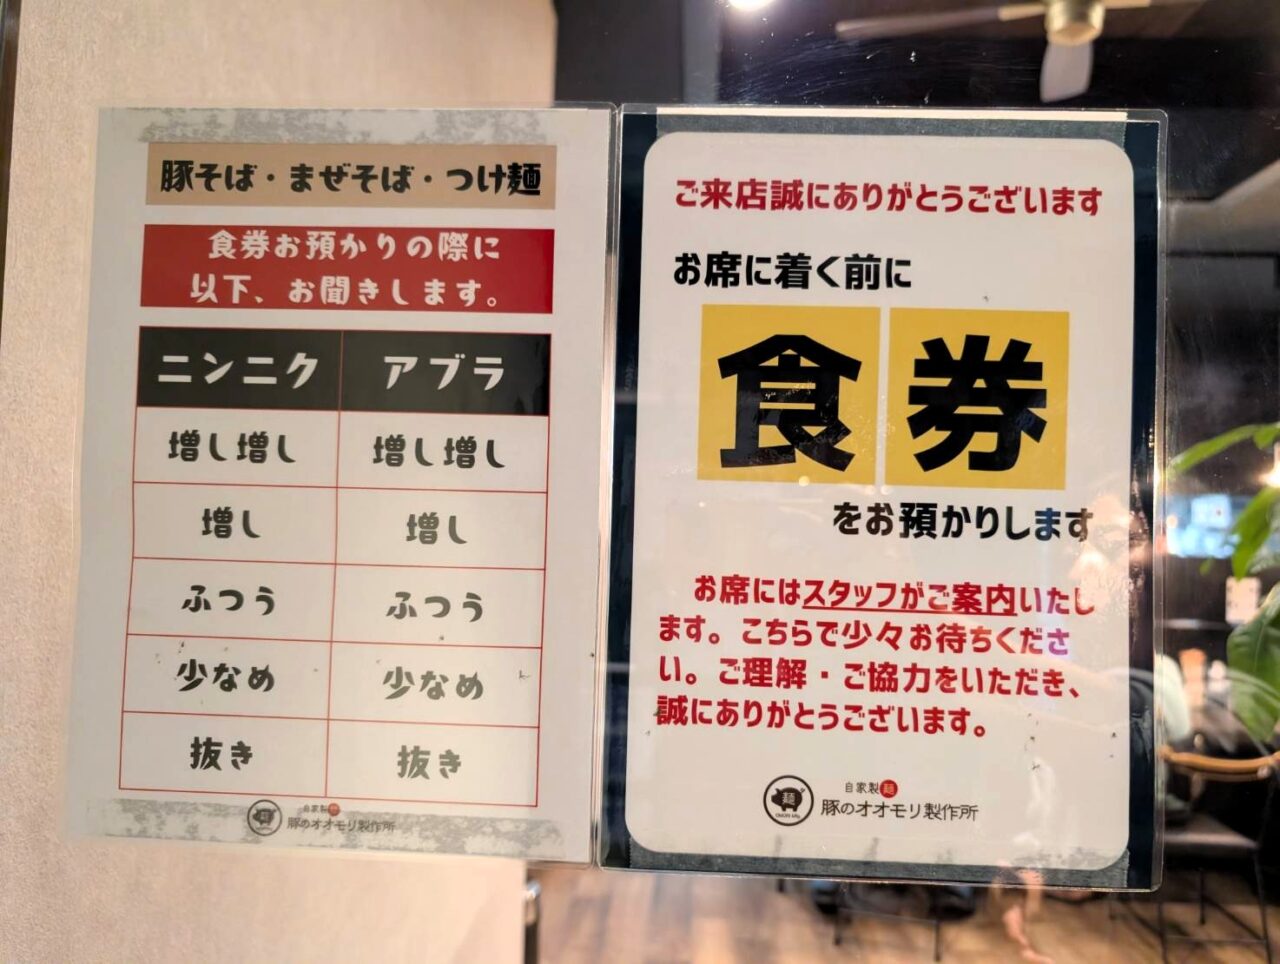 豚そば・まぜそば・つけ麺
食券お預かりの際に
以下、お聞きします。
ニンニク アブラ
増し増し 増し増し
増し 増し
ふつう ふつう
少なめ 少なめ
抜き 抜き
自家製 麺
豚のオオモリ製作所
ご来店誠にありがとうございます
お席に着く前に
食券
をお預かりします
お席にはスタッフがご案内いたし
ます。こちらで少々お待ちくださ
い。ご理解・ご協力をいただき、
誠にありがとうございます。
麺
自家製 麺
豚のオオモリ製作所